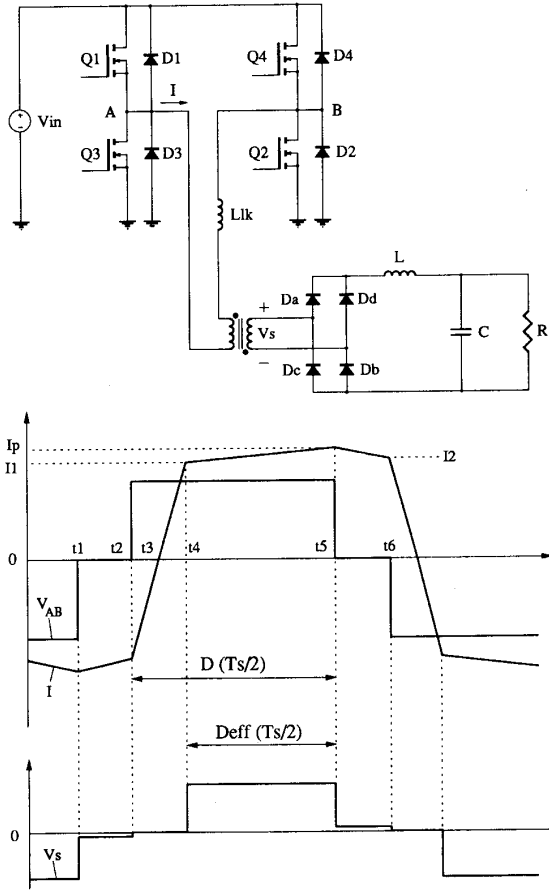 Q1 D1 Q4 D4
I
A B
Vin
Q3 D3 Q2 D2
Llk
L
+ Da Dd
Vs C R
− Dc Db
Ip
I1 I2
t1 t2 t3 t4 t5 t6
0
VAB
I
D (Ts/2)
Deff (Ts/2)
0
Vs